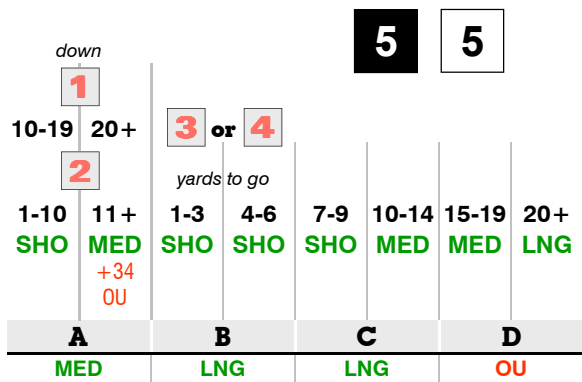 5 5
down
1
10-19 20+ 3 or 4
2 yards to go
1-10 11+ 1-3 4-6 7-9 10-14 15-19 20+
SHO MED SHO SHO SHO MED MED LNG
+34
OU
A B C D
MED LNG LNG OU